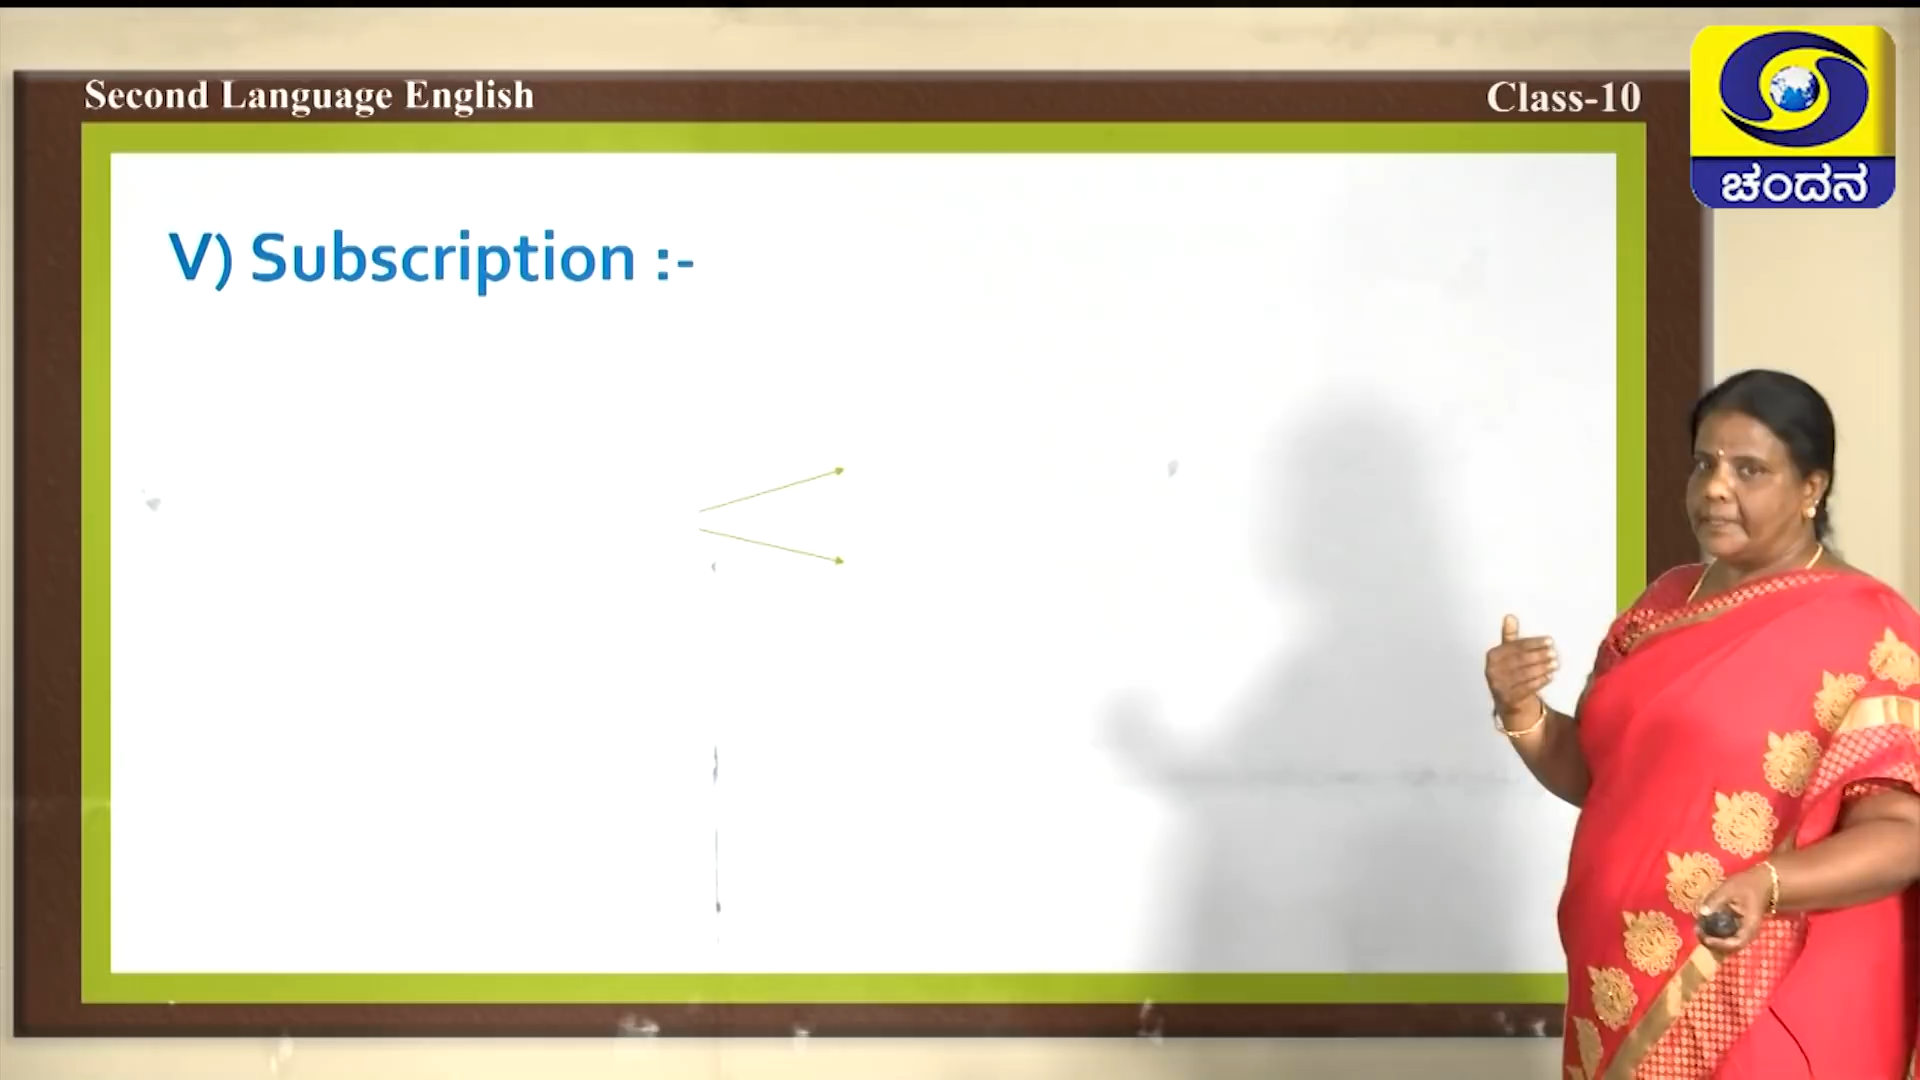 Second Language English
Class-10
ಚಂದನ
V) Subscription :-